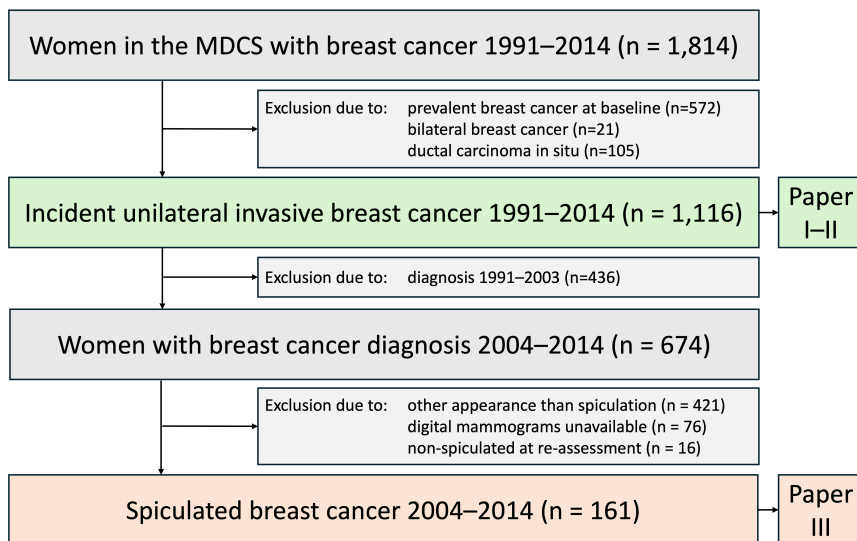 Women in the MDCS with breast cancer 1991–2014 (n = 1,814)
Exclusion due to: prevalent breast cancer at baseline (n=572)
bilateral breast cancer (n=21)
ductal carcinoma in situ (n=105)
Incident unilateral invasive breast cancer 1991–2014 (n = 1,116)
Paper
I–II
Exclusion due to: diagnosis 1991–2003 (n=436)
Women with breast cancer diagnosis 2004–2014 (n = 674)
Exclusion due to: other appearance than spiculation (n = 421)
digital mammograms unavailable (n = 76)
non-spiculated at re-assessment (n = 16)
Spiculated breast cancer 2004–2014 (n = 161)
Paper
III